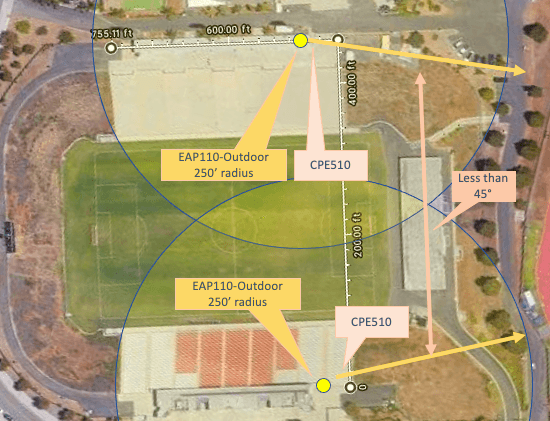 755.11 ft
600.00 ft
400.00 ft
EAP110-Outdoor
250' radius
CPE510
Less than
45°
200.00 ft
EAP110-Outdoor
250' radius
CPE510
0